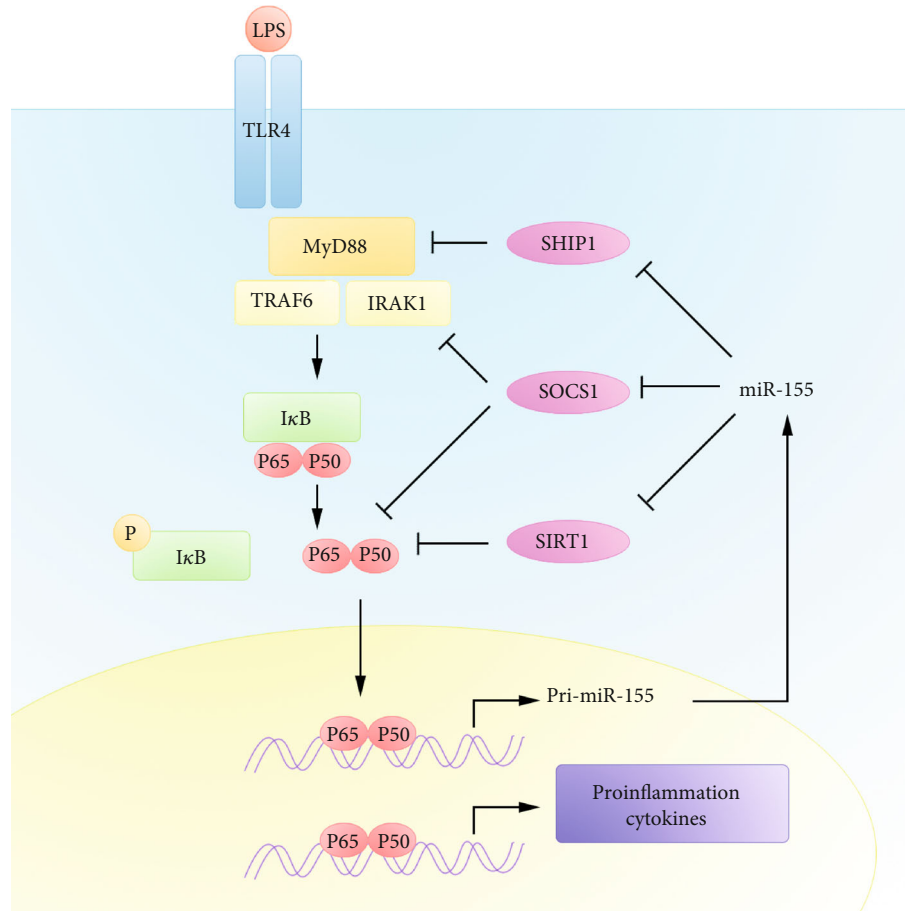 LPS
TLR4
MyD88
SHIP1
TRAF6
IRAK1
SOCS1
miR-155
IκB
P65
P50
P
IκB
P65
P50
SIRT1
Pri-miR-155
P65
P50
Proinflammation
cytokines
P65
P50